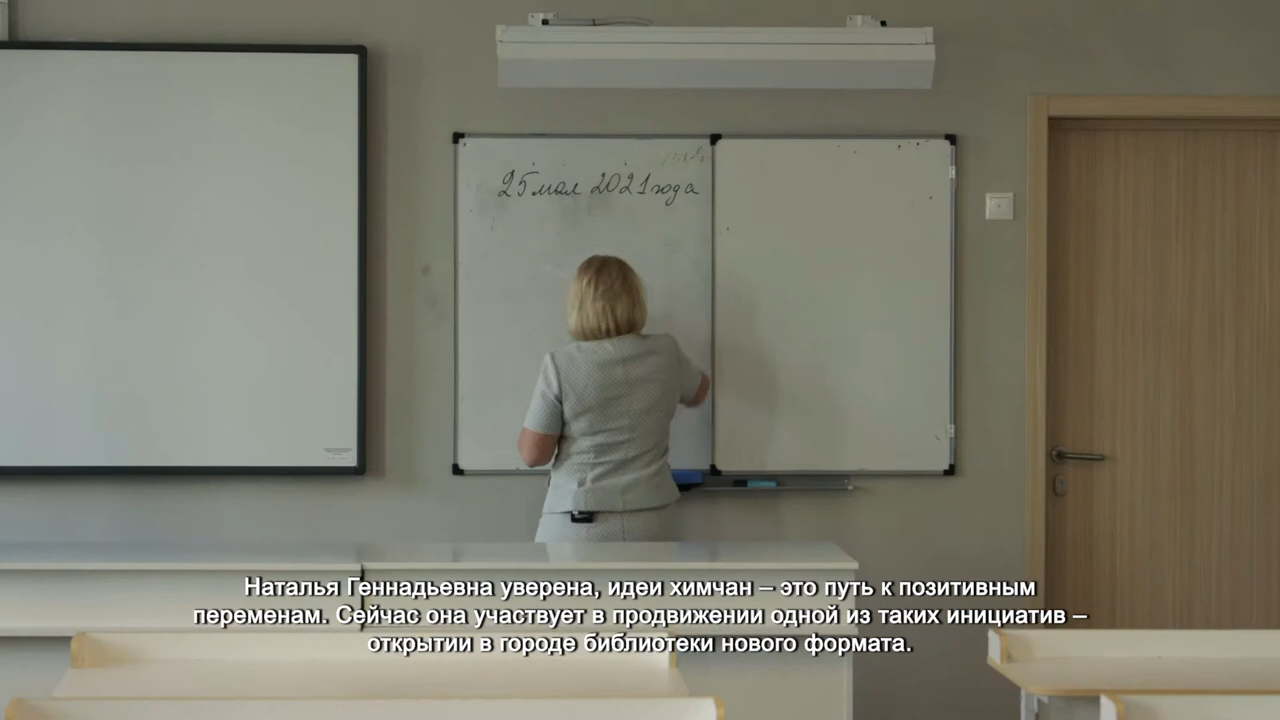 25 мая 2021 года
Наталья Геннадьевна уверена, идеи химчан – это путь к позитивным
переменам. Сейчас она участвует в продвижении одной из таких инициатив –
открытии в городе библиотеки нового формата.